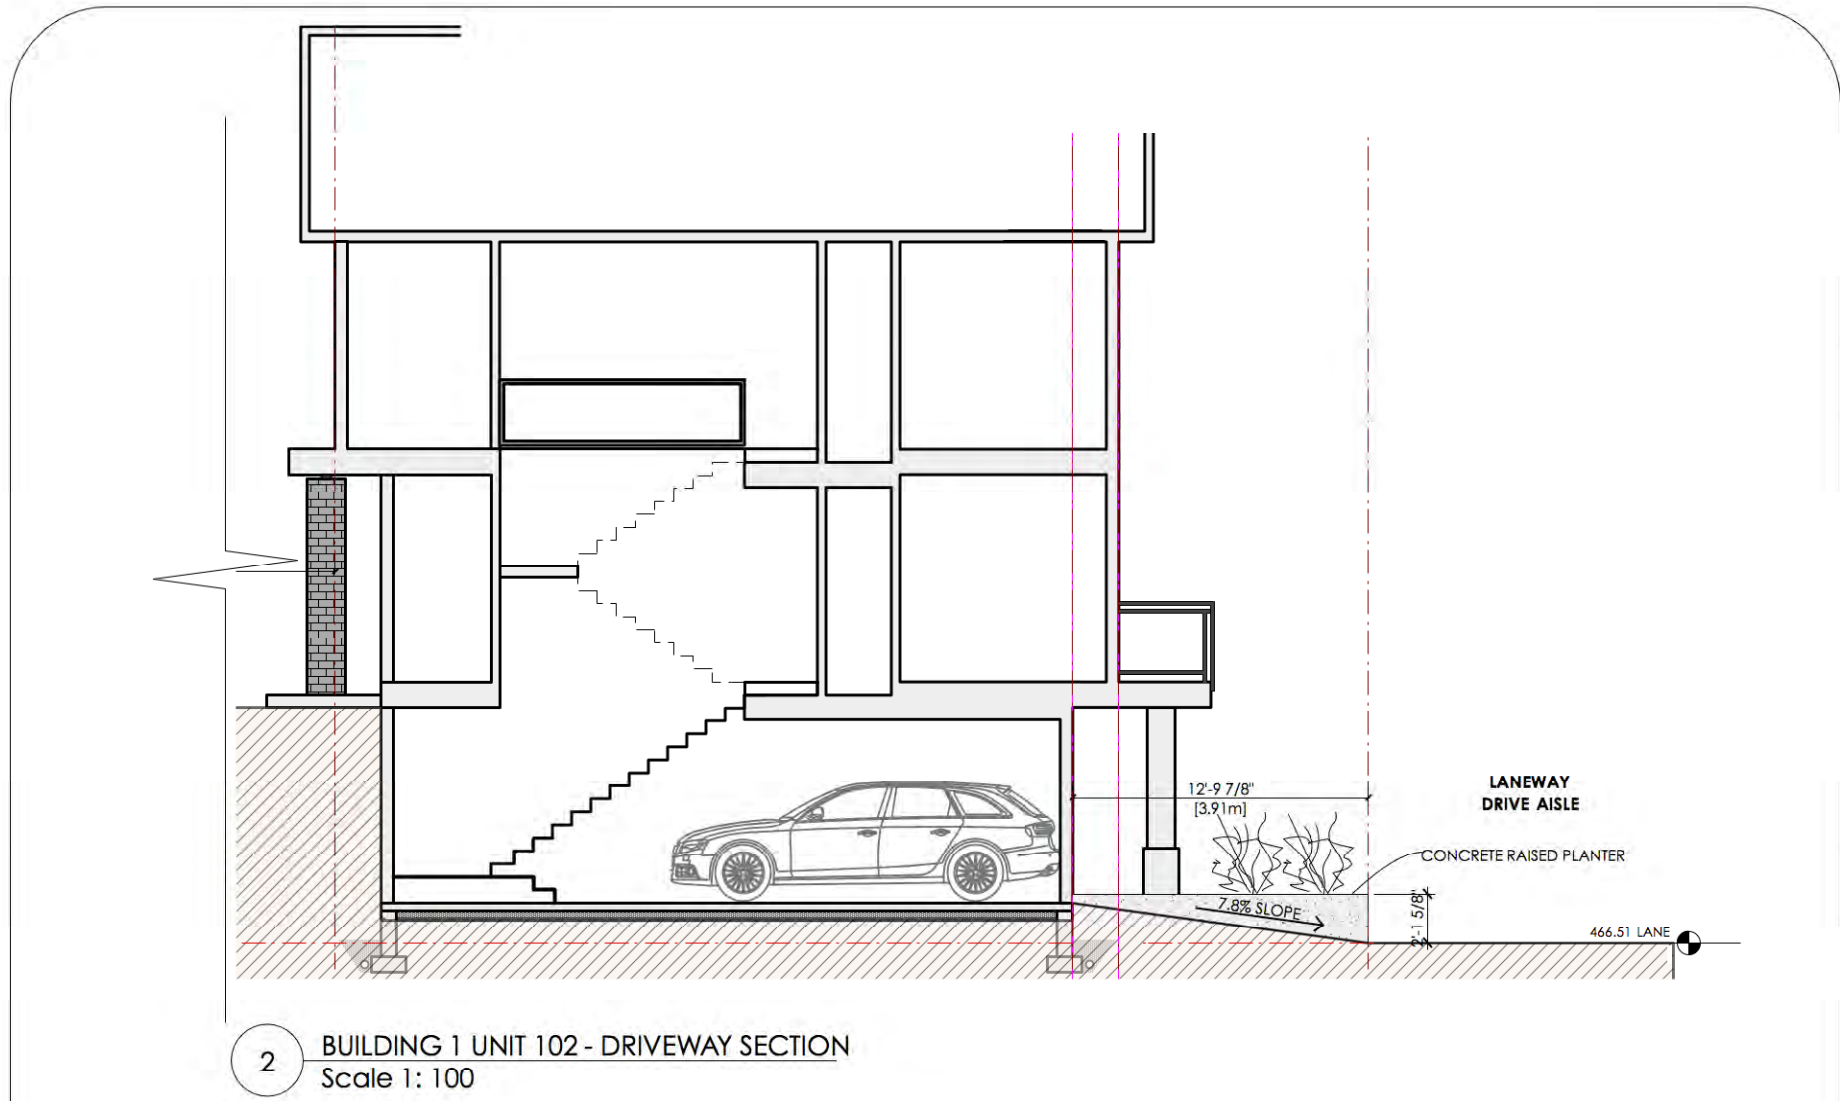 12'-9 7/8"
[3.91m]
LANEWAY
DRIVE AISLE
CONCRETE RAISED PLANTER
7.8% SLOPE
2'-1 5/8"
466.51 LANE
2
BUILDING 1 UNIT 102 - DRIVEWAY SECTION
Scale 1: 100